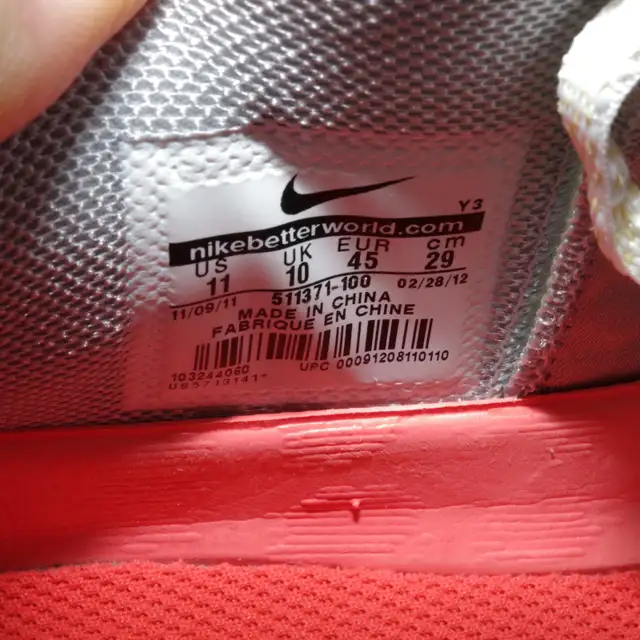 Y3
nikebetterworld.com
US UK EUR cm
11 10 45 29
11/09/11 511371-100 02/28/12
MADE IN CHINA
FABRIQUE EN CHINE
103244060 UPC 00091208110110
US5713141-